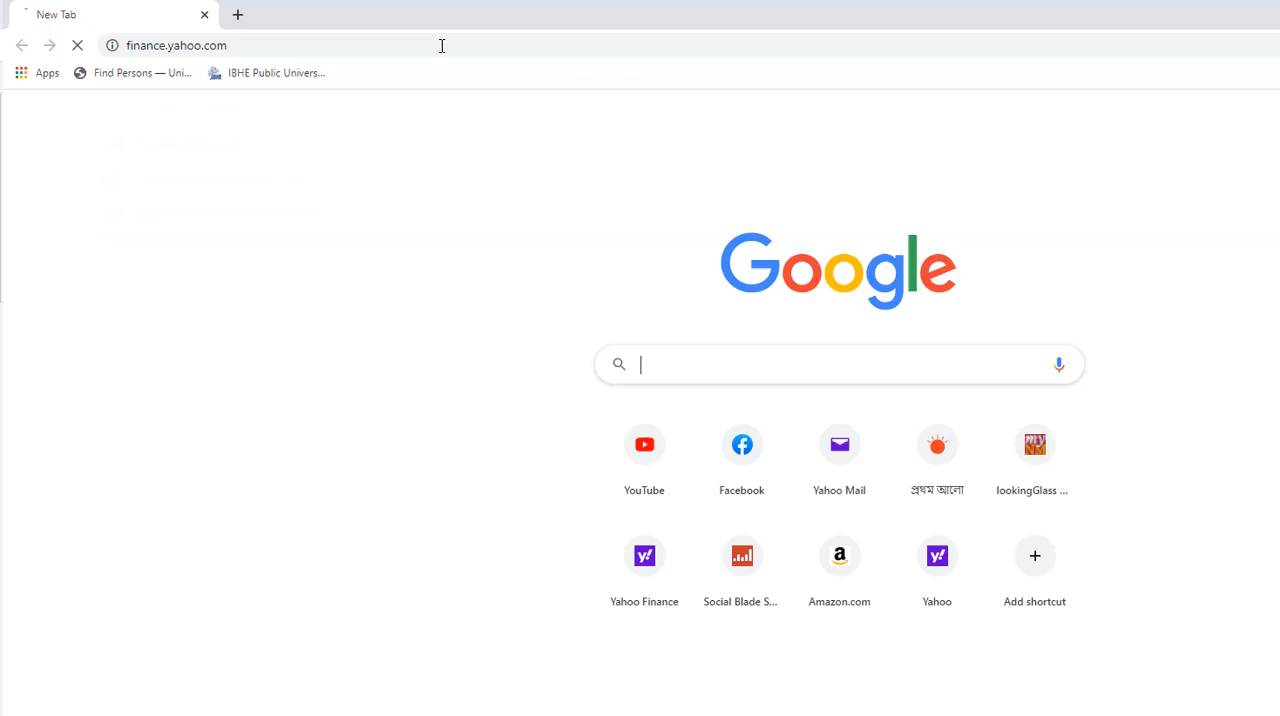 New Tab
finance.yahoo.com
Apps Find Persons — Uni... IBHE Public Univers...
Google
YouTube Facebook Yahoo Mail প্রথম আলো lookingGlass ...
Yahoo Finance Social Blade S... Amazon.com Yahoo Add shortcut